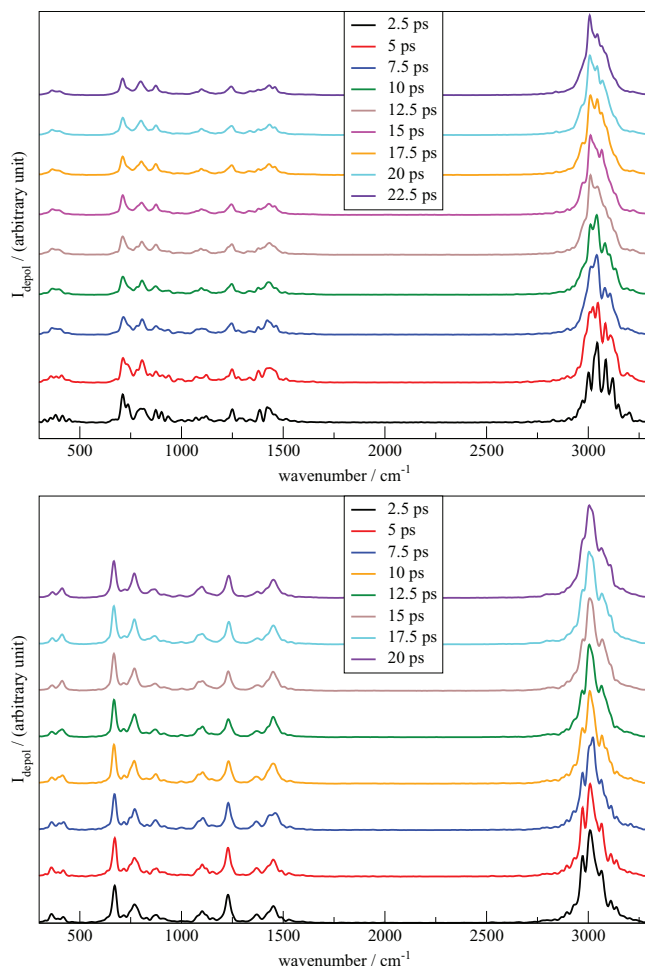 2.5 ps
5 ps
7.5 ps
10 ps
12.5 ps
15 ps
17.5 ps
20 ps
22.5 ps
I_depol / (arbitrary unit)
500 1000 1500 2000 2500 3000
wavenumber / cm⁻¹
2.5 ps
5 ps
7.5 ps
10 ps
12.5 ps
15 ps
17.5 ps
20 ps
I_depol / (arbitrary unit)
500 1000 1500 2000 2500 3000
wavenumber / cm⁻¹